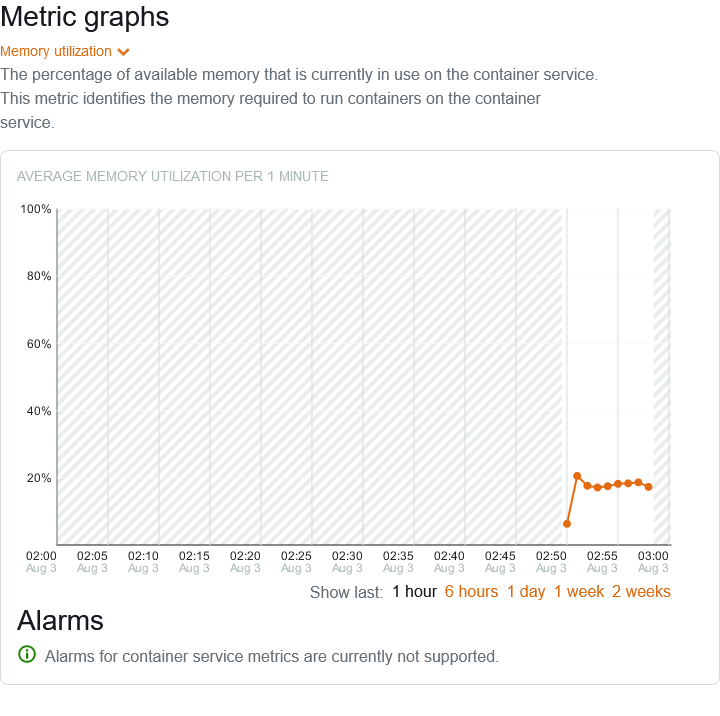 Metric graphs
Memory utilization
The percentage of available memory that is currently in use on the container service.
This metric identifies the memory required to run containers on the container
service.
AVERAGE MEMORY UTILIZATION PER 1 MINUTE
100%
80%
60%
40%
20%
02:00 02:05 02:10 02:15 02:20 02:25 02:30 02:35 02:40 02:45 02:50 02:55 03:00
Aug 3 Aug 3 Aug 3 Aug 3 Aug 3 Aug 3 Aug 3 Aug 3 Aug 3 Aug 3 Aug 3 Aug 3 Aug 3
Show last: 1 hour 6 hours 1 day 1 week 2 weeks
Alarms
Alarms for container service metrics are currently not supported.